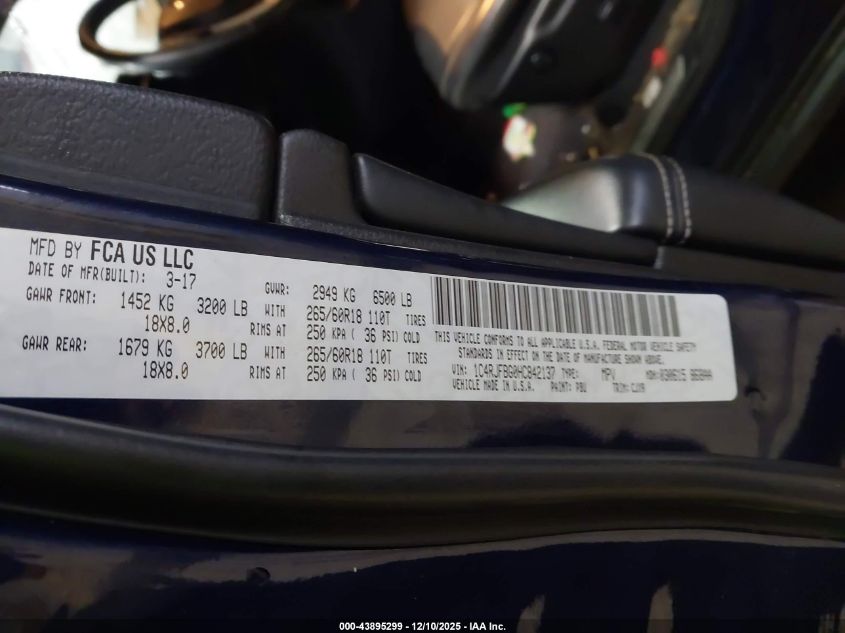 MFD BY FCA US LLC
DATE OF MFR(BUILT): 3-17
GVWR: 2949 KG 6500 LB
GAWR FRONT: 1452 KG 3200 LB WITH 265/60R18 110T TIRES
18X8.0 RIMS AT 250 KPA ( 36 PSI) COLD
GAWR REAR: 1679 KG 3700 LB WITH 265/60R18 110T TIRES
18X8.0 RIMS AT 250 KPA ( 36 PSI) COLD
THIS VEHICLE CONFORMS TO ALL APPLICABLE U.S.A. FEDERAL MOTOR VEHICLE SAFETY
STANDARDS IN EFFECT ON THE DATE OF MANUFACTURE SHOWN ABOVE.
VIN: 1C4RJFBG0HC842137 TYPE: MPV MDH:
VEHICLE MADE IN U.S.A. PAINT: PBU TRIM:
000-43895299 • 12/10/2025 • IAA Inc.